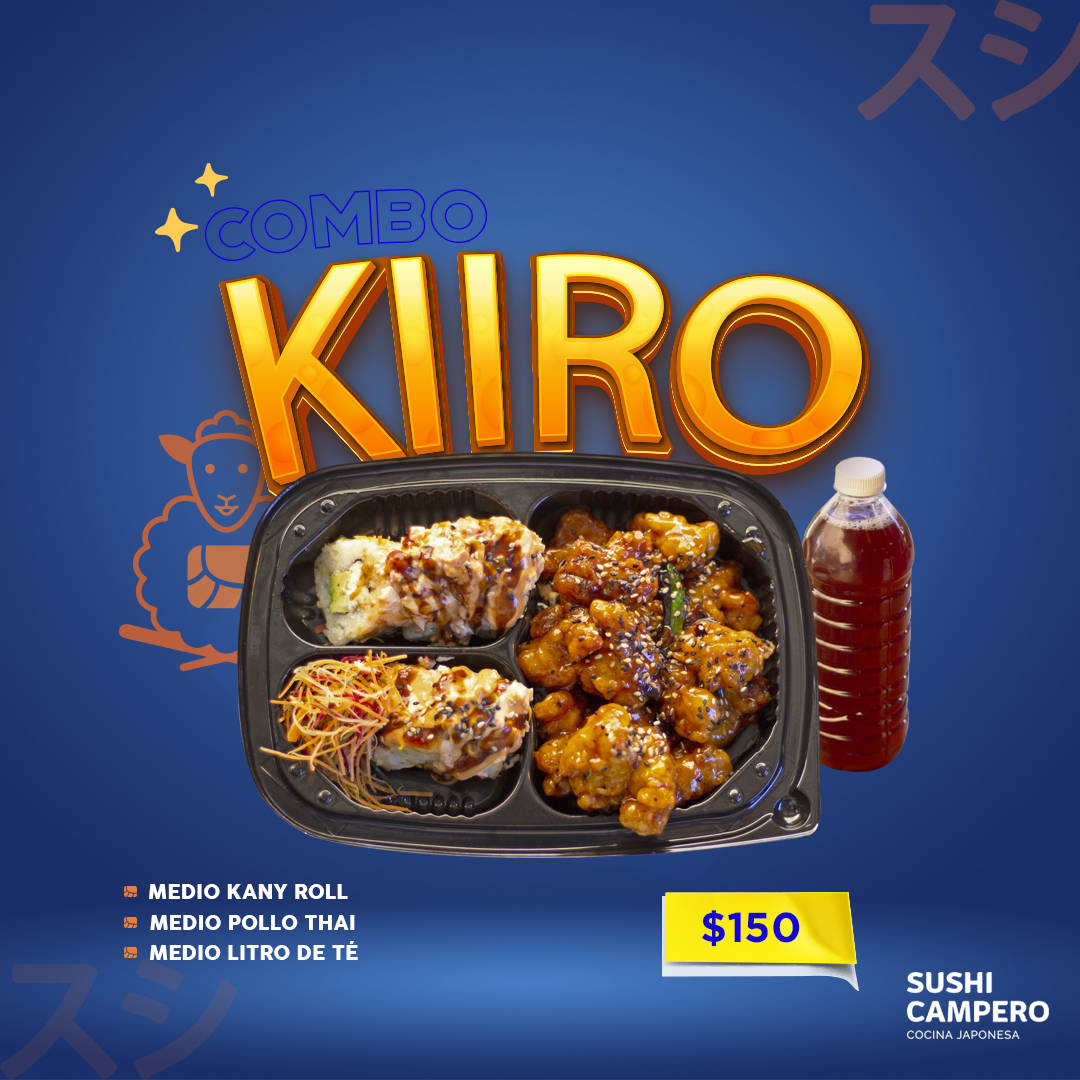 スシ
COMBO
KIIRO
MEDIO KANY ROLL
MEDIO POLLO THAI
MEDIO LITRO DE TÉ
$150
スシ
SUSHI
CAMPERO
COCINA JAPONESA